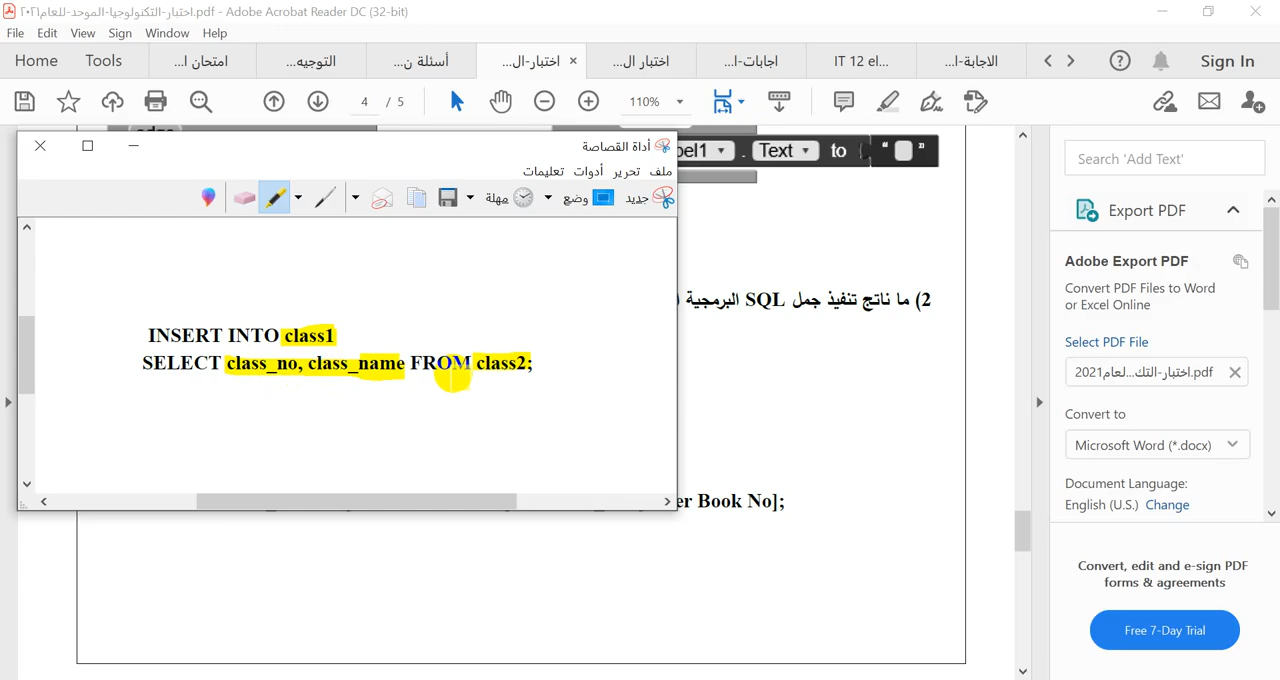 اختبار-التكنولوجيا-الموحد-للعام٢٠٢١.pdf - Adobe Acrobat Reader DC (32-bit)
File Edit View Sign Window Help
Home Tools امتحان ا... التوجيه... أسئلة ن... اختبار-ال... × اختبار ال... اجابات-ا... IT 12 el... الاجابة-ا... Sign In
4 / 5 110%
أداة القصاصة
bel1 . Text to " "
ملف تحرير أدوات تعليمات
جديد وضع مهلة
2) ما ناتج تنفيذ جمل SQL البرمجية
INSERT INTO class1
SELECT class_no, class_name FROM class2;
er Book No];
Search 'Add Text'
Export PDF
Adobe Export PDF
Convert PDF Files to Word
or Excel Online
Select PDF File
اختبار-التك...لعام2021.pdf
Convert to
Microsoft Word (*.docx)
Document Language:
English (U.S.) Change
Convert, edit and e-sign PDF
forms & agreements
Free 7-Day Trial